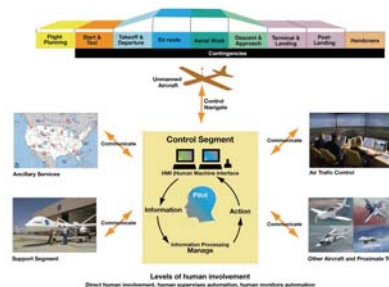 Flight
Planning
Start &
Taxi
Takeoff &
Departure
En route
Aerial Work
Descent &
Approach
Terminal &
Landing
Post-
Landing
Handovers
Contingencies
Unmanned
Aircraft
Control
Navigate
Communicate
Communicate
Ancillary Services
Control Segment
HMI (Human Machine Interface
Pilot
Information
Action
Information Processing
Manage
Air Trafic Control
Communicate
Communicate
Support Segment
Other Aircraft and Proximate
Levels of human involvement
Direct human involvement, human supervises automation, human monitors automation